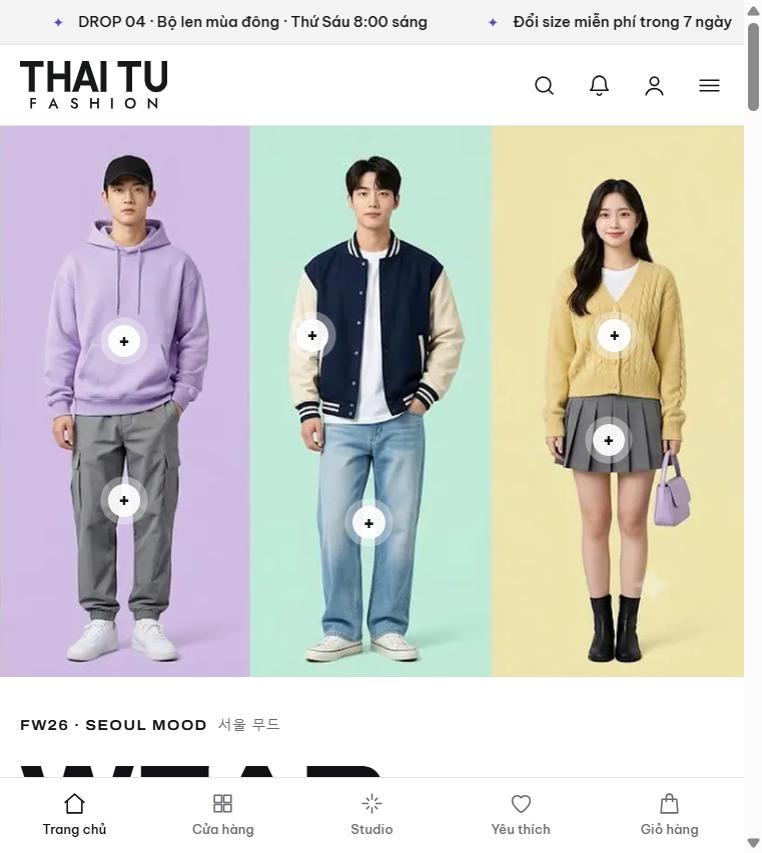 ✦ DROP 04 · Bộ len mùa đông · Thứ Sáu 8:00 sáng ✦ Đổi size miễn phí trong 7 ngày
THAI TU
FASHION
FW26 · SEOUL MOOD 서울 무드
WEAR
Trang chủ
Cửa hàng
Studio
Yêu thích
Giỏ hàng